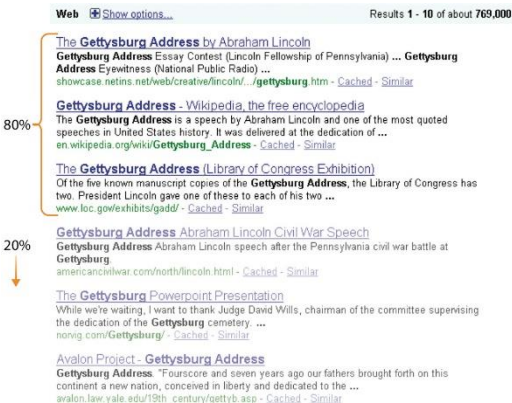 Web Show options... Results 1 - 10 of about 769,000
The Gettysburg Address by Abraham Lincoln
Gettysburg Address Essay Contest (Lincoln Fellowship of Pennsylvania) ... Gettysburg
Address Eyewitness (National Public Radio) ...
showcase.netins.net/web/creative/lincoln/.../gettysburg.htm - Cached - Similar
80%
Gettysburg Address - Wikipedia, the free encyclopedia
The Gettysburg Address is a speech by Abraham Lincoln and one of the most quoted
speeches in United States history. It was delivered at the dedication of ...
en.wikipedia.org/wiki/Gettysburg_Address - Cached - Similar
The Gettysburg Address (Library of Congress Exhibition)
Of the five known manuscript copies of the Gettysburg Address, the Library of Congress has
two. President Lincoln gave one of these to each of his two ...
www.loc.gov/exhibits/gadd/ - Cached - Similar
20%
Gettysburg Address Abraham Lincoln Civil War Speech
Gettysburg Address Abraham Lincoln speech after the Pennsylvania civil war battle at
Gettysburg.
americancivilwar.com/north/lincoln.html - Cached - Similar
The Gettysburg Powerpoint Presentation
While we're waiting, I want to thank Judge David Wills, chairman of the committee supervising
the dedication of the Gettysburg cemetery. ...
norvig.com/Gettysburg/ - Cached - Similar
Avalon Project - Gettysburg Address
Gettysburg Address. "Fourscore and seven years ago our fathers brought forth on this
continent a new nation, conceived in liberty and dedicated to the ...
avalon.law.yale.edu/19th_century/gettyb.asp - Cached - Similar